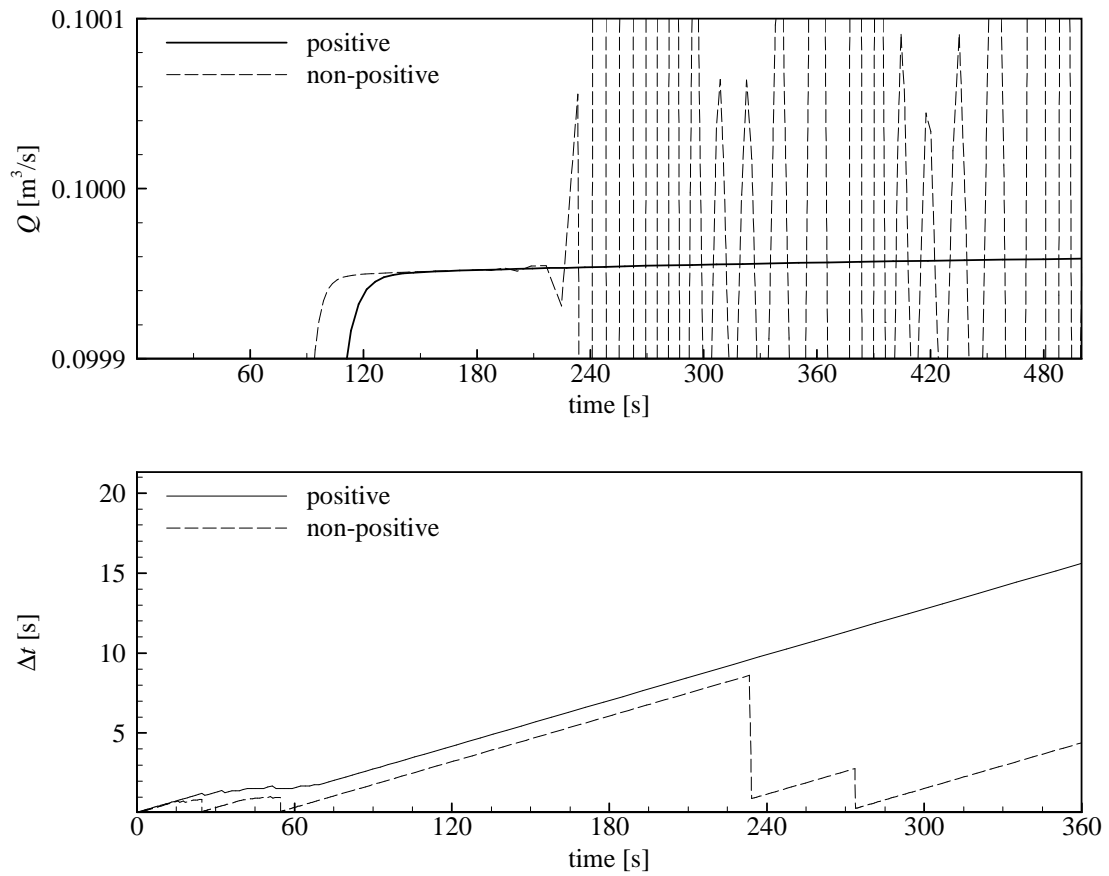 0.1001
positive
non-positive
0.1000
Q [m³/s]
0.0999
60 120 180 240 300 360 420 480
time [s]
20
positive
non-positive
15
Δt [s]
10
5
0 60 120 180 240 300 360
time [s]